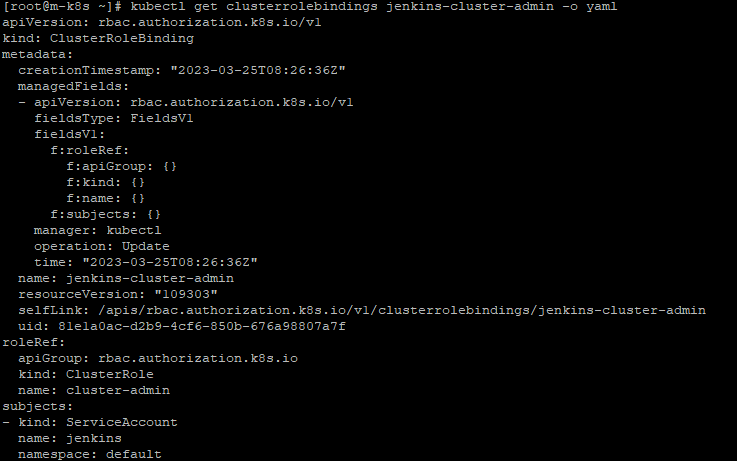 [root@m-k8s ~]# kubectl get clusterrolebindings jenkins-cluster-admin -o yaml
apiVersion: rbac.authorization.k8s.io/v1
kind: ClusterRoleBinding
metadata:
  creationTimestamp: "2023-03-25T08:26:36Z"
  managedFields:
  - apiVersion: rbac.authorization.k8s.io/v1
    fieldsType: FieldsV1
    fieldsV1:
      f:roleRef:
        f:apiGroup: {}
        f:kind: {}
        f:name: {}
      f:subjects: {}
    manager: kubectl
    operation: Update
    time: "2023-03-25T08:26:36Z"
  name: jenkins-cluster-admin
  resourceVersion: "109303"
  selfLink: /apis/rbac.authorization.k8s.io/v1/clusterrolebindings/jenkins-cluster-admin
  uid: 81e1a0ac-d2b9-4cf6-850b-676a98807a7f
roleRef:
  apiGroup: rbac.authorization.k8s.io
  kind: ClusterRole
  name: cluster-admin
subjects:
- kind: ServiceAccount
  name: jenkins
  namespace: default